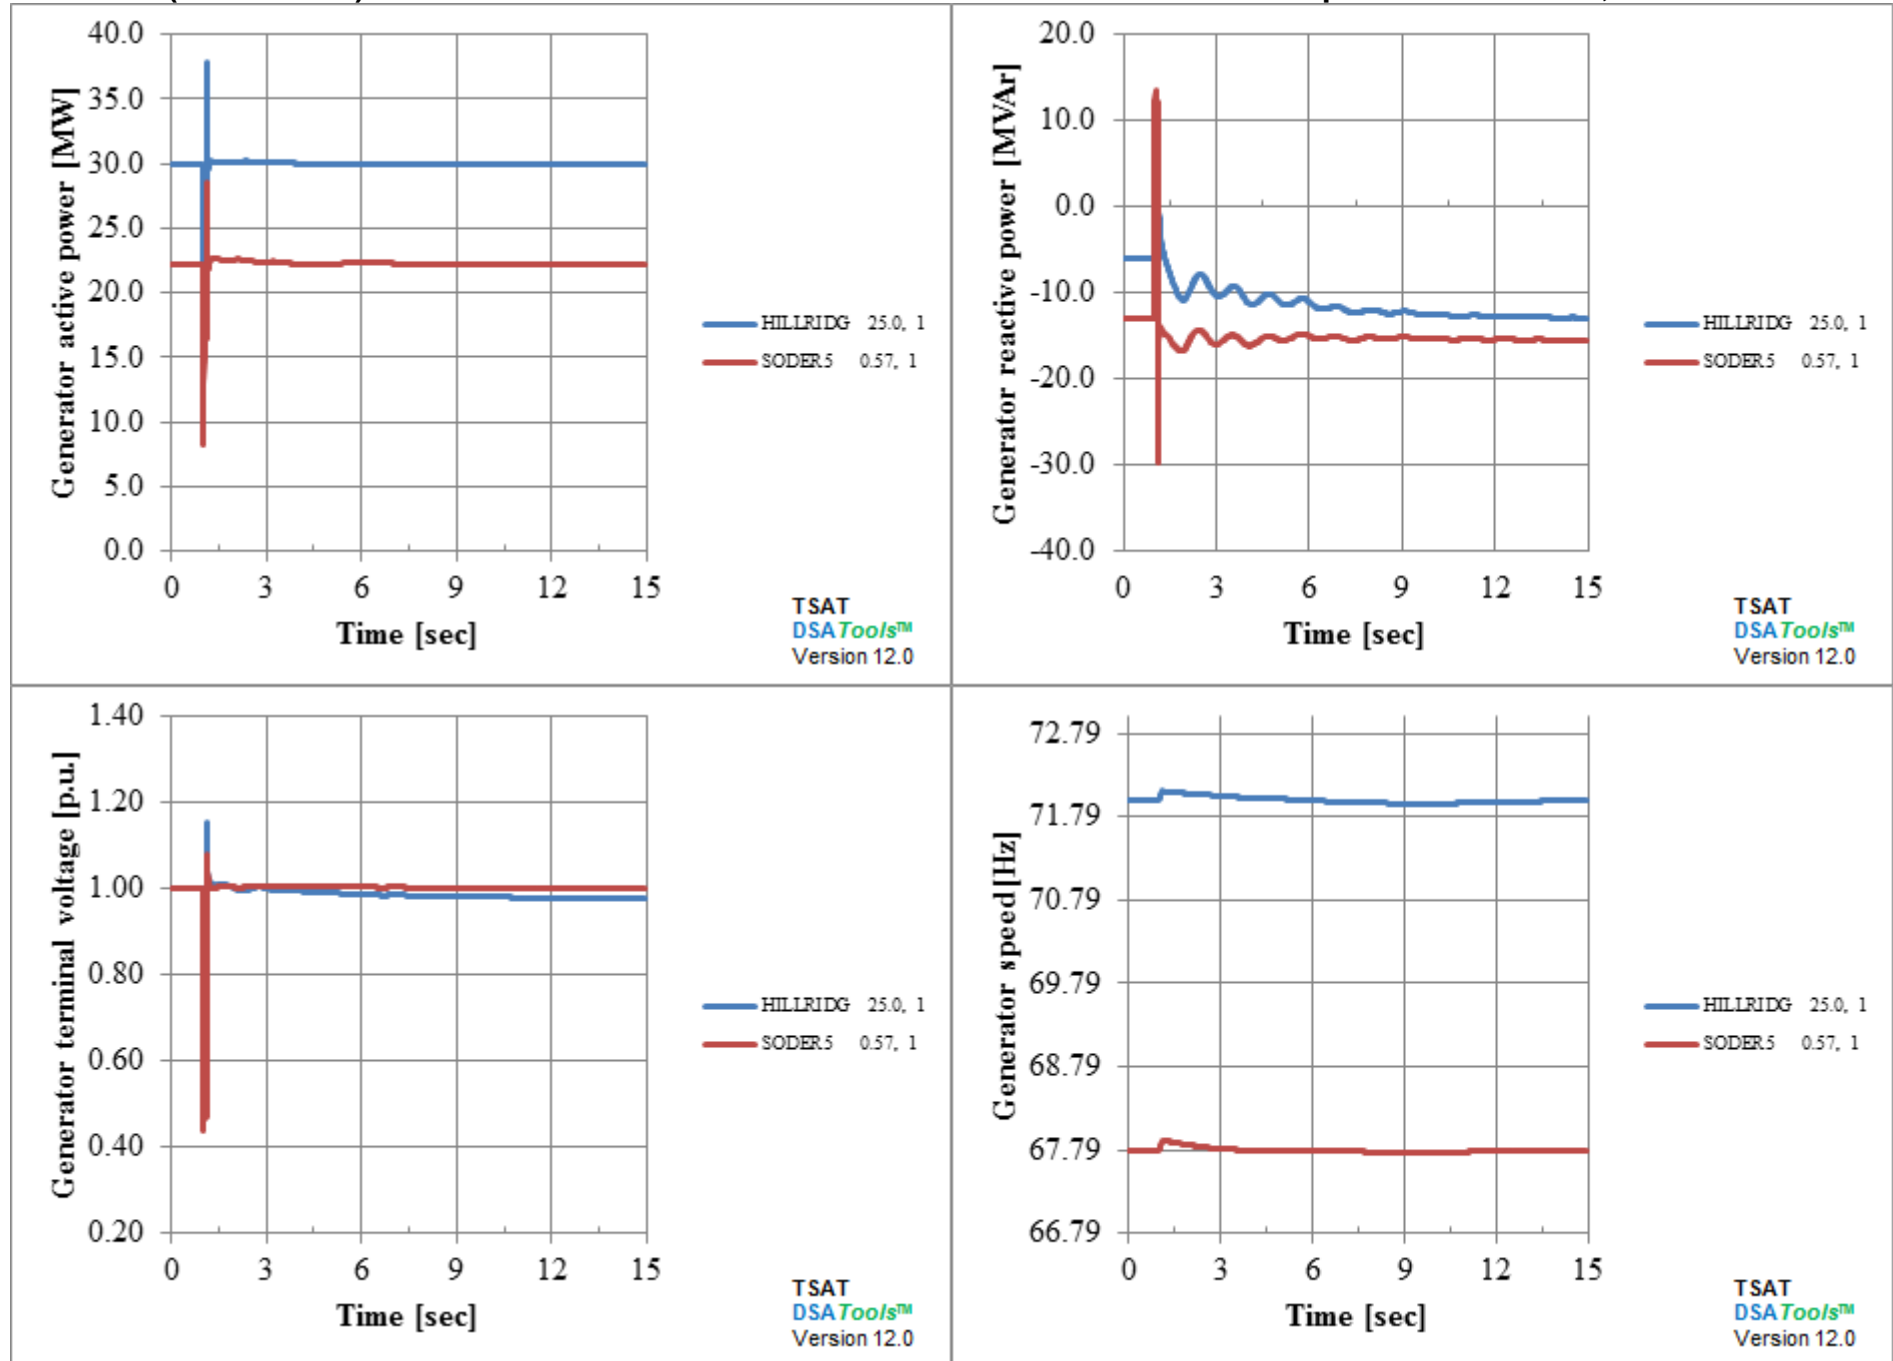 Generator active power [MW]
40.0
35.0
30.0
25.0
20.0
15.0
10.0
5.0
0.0
0 3 6 9 12 15
Time [sec]
HILLRIDG 25.0, 1
SODER5 0.57, 1
TSAT
DSATools™
Version 12.0
Generator reactive power [MVAr]
20.0
10.0
0.0
-10.0
-20.0
-30.0
-40.0
0 3 6 9 12 15
Time [sec]
HILLRIDG 25.0, 1
SODER5 0.57, 1
TSAT
DSATools™
Version 12.0
Generator terminal voltage [p.u.]
1.40
1.20
1.00
0.80
0.60
0.40
0.20
0 3 6 9 12 15
Time [sec]
HILLRIDG 25.0, 1
SODER5 0.57, 1
TSAT
DSATools™
Version 12.0
Generator speed[Hz]
72.79
71.79
70.79
69.79
68.79
67.79
66.79
0 3 6 9 12 15
Time [sec]
HILLRIDG 25.0, 1
SODER5 0.57, 1
TSAT
DSATools™
Version 12.0